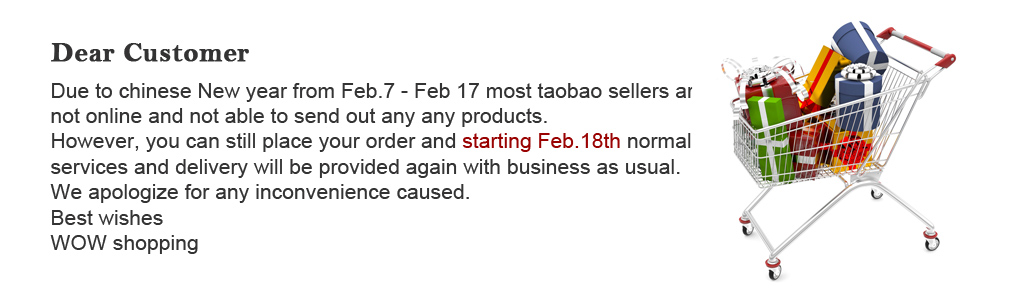 Dear Customer
Due to chinese New year from Feb.7 - Feb 17 most taobao sellers ar
not online and not able to send out any any products.
However, you can still place your order and starting Feb.18th normal
services and delivery will be provided again with business as usual.
We apologize for any inconvenience caused.
Best wishes
WOW shopping